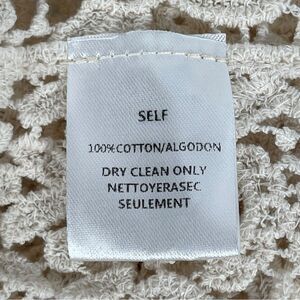 SELF
100%COTTON/ALGODON
DRY CLEAN ONLY
NETTOYERASEC
SEULEMENT